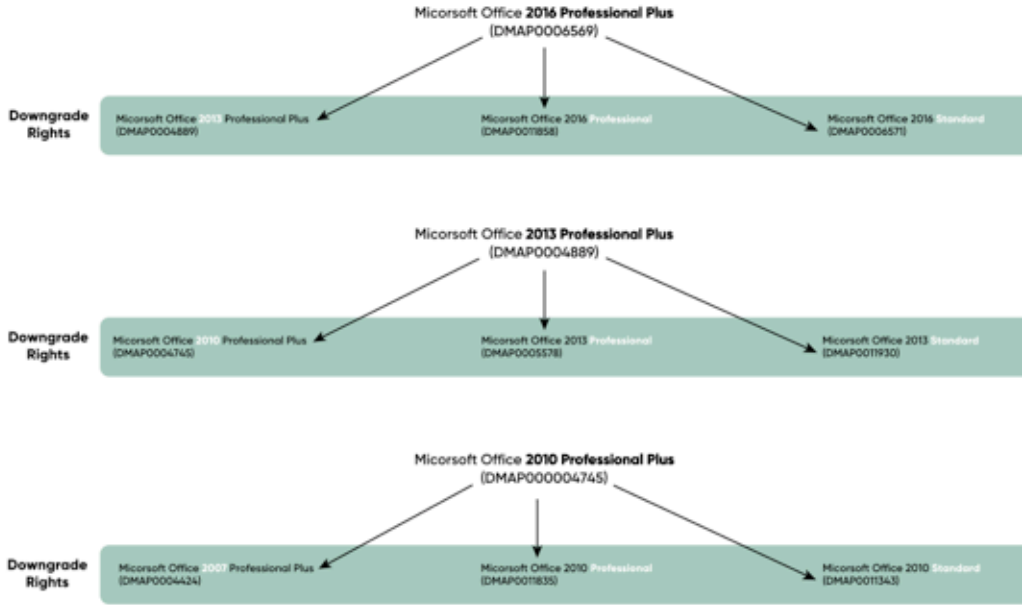 Micorsoft Office 2016 Professional Plus
(DMAP0006569)
Downgrade
Rights
Micorsoft Office 2013 Professional Plus
(DMAP0004889)
Micorsoft Office 2016 Professional
(DMAP0011858)
Micorsoft Office 2016 Standard
(DMAP0006571)
Micorsoft Office 2013 Professional Plus
(DMAP0004889)
Downgrade
Rights
Micorsoft Office 2010 Professional Plus
(DMAP0004745)
Micorsoft Office 2013 Professional
(DMAP0005578)
Micorsoft Office 2013 Standard
(DMAP0011930)
Micorsoft Office 2010 Professional Plus
(DMAP000004745)
Downgrade
Rights
Micorsoft Office 2007 Professional Plus
(DMAP0004424)
Micorsoft Office 2010 Professional
(DMAP0011835)
Micorsoft Office 2010 Standard
(DMAP0011343)